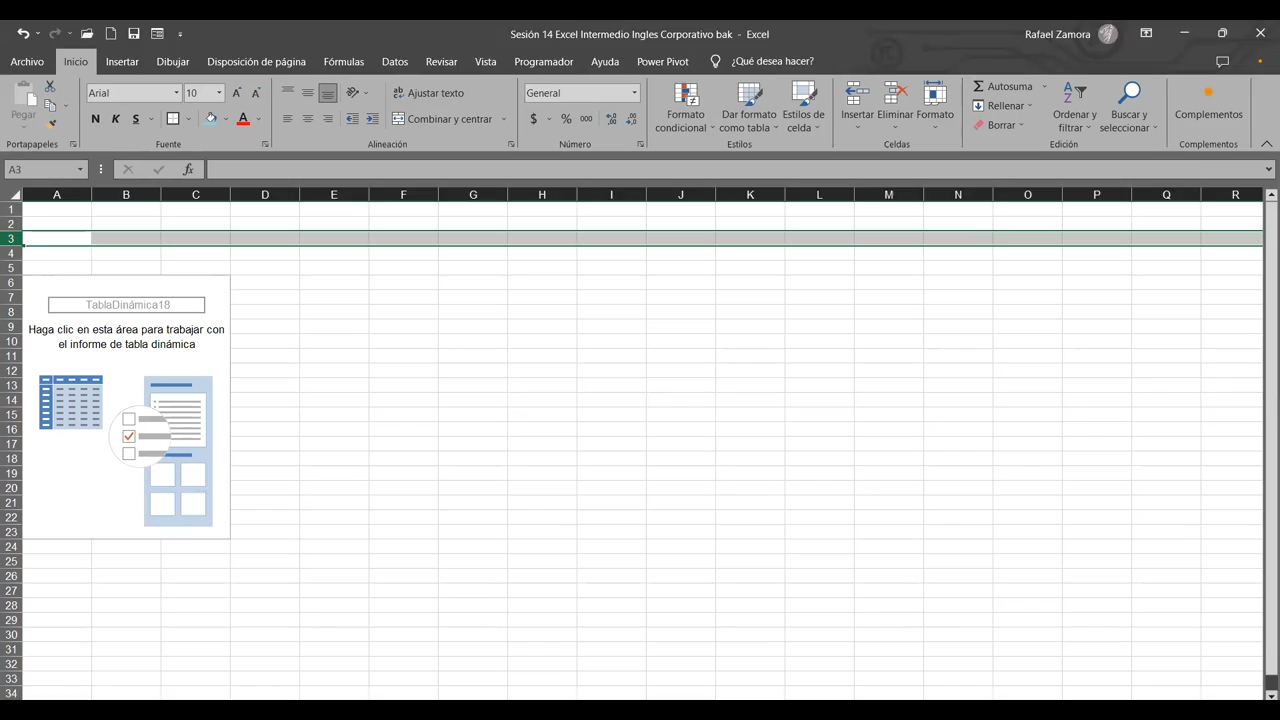 Sesión 14 Excel Intermedio Ingles Corporativo bak - Excel
Rafael Zamora
Archivo Inicio Insertar Dibujar Disposición de página Fórmulas Datos Revisar Vista Programador Ayuda Power Pivot ¿Qué desea hacer?
Pegar
Portapapeles
Arial 10
N K S A
Fuente
ab Ajustar texto
Combinar y centrar
Alineación
General
$ % 000
Número
Formato condicional
Dar formato como tabla
Estilos de celda
Estilos
Insertar Eliminar Formato
Celdas
Autosuma
Rellenar
Borrar
Ordenar y filtrar
Buscar y seleccionar
Edición
Complementos
Complementos
A3 fx
A B C D E F G H I J K L M N O P Q R
1
2
3
4
5
6
7
8
9
10
11
12
13
14
15
16
17
18
19
20
21
22
23
24
25
26
27
28
29
30
31
32
33
34
TablaDinámica18
Haga clic en esta área para trabajar con
el informe de tabla dinámica